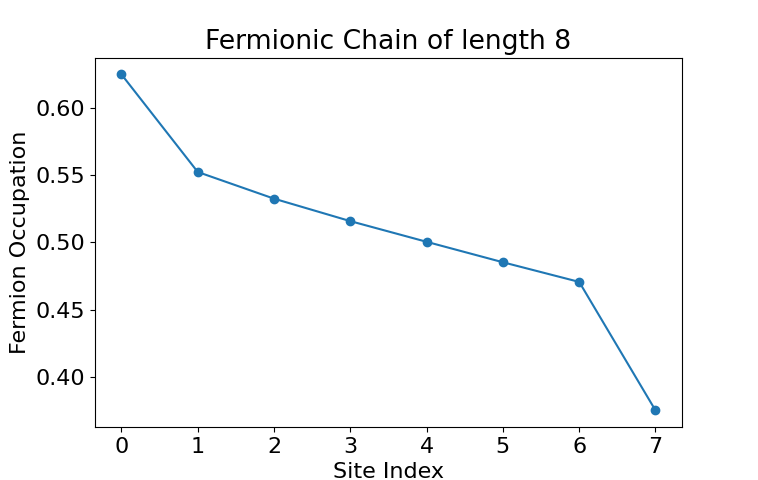 Fermionic Chain of length 8
Fermion Occupation
0.60
0.55
0.50
0.45
0.40
0 1 2 3 4 5 6 7
Site Index